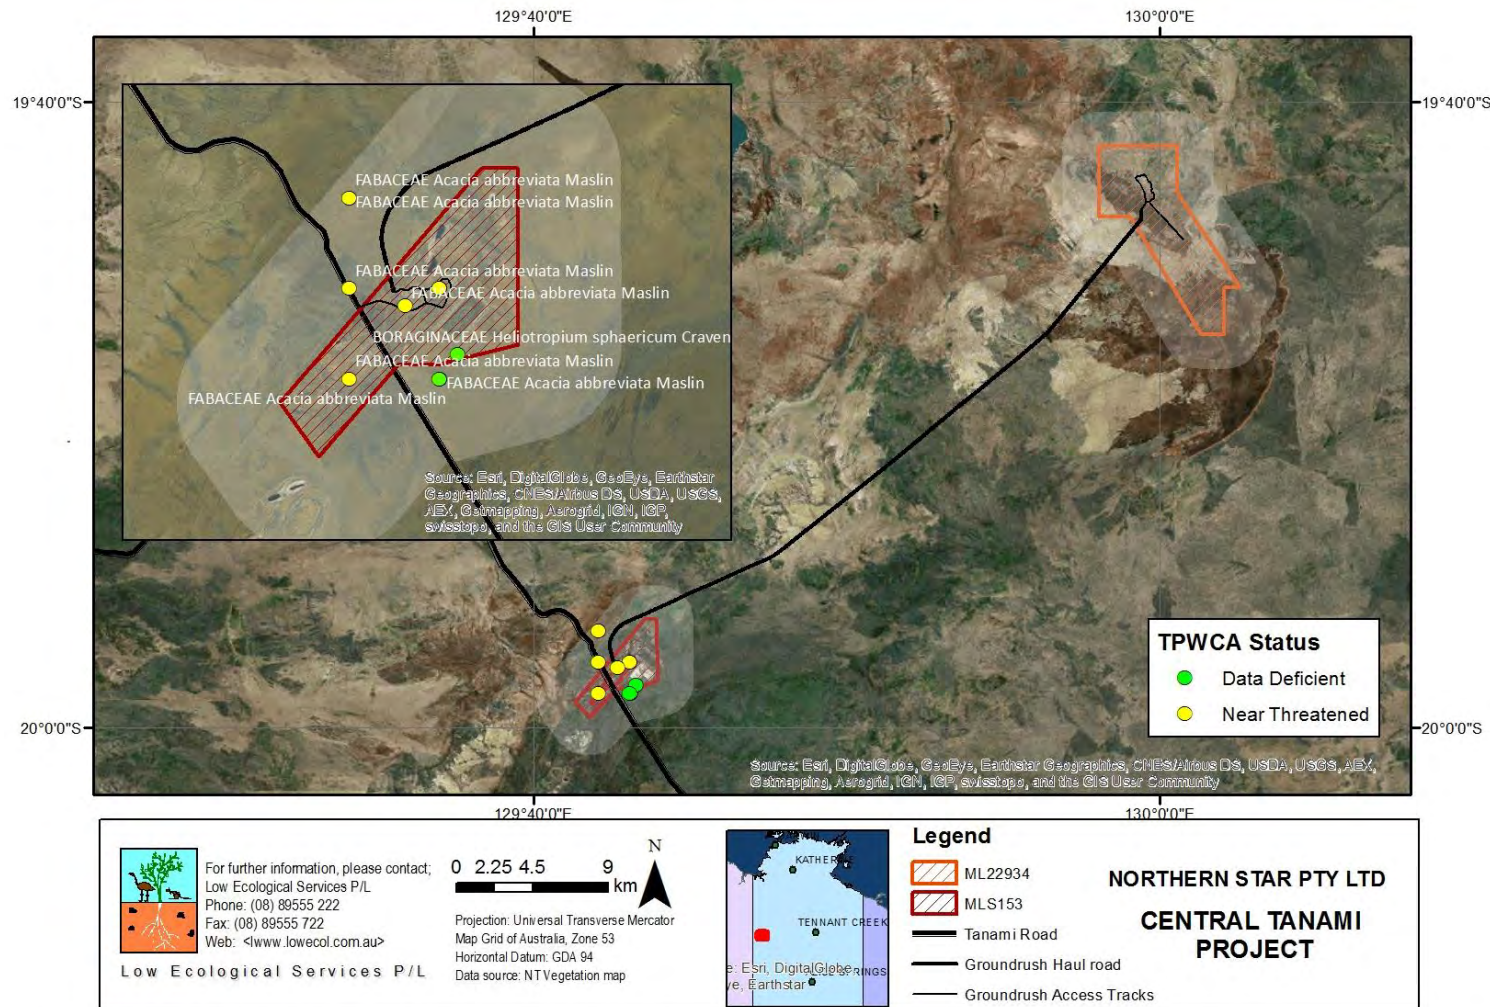 129°40'0"E
130°0'0"E
19°40'0"S
19°40'0"S
FABACEAE Acacia abbreviata Maslin
FABACEAE Acacia abbreviata Maslin
FABACEAE Acacia abbreviata Maslin
FABACEAE Acacia abbreviata Maslin
BORAGINACEAE Heliotropium sphaericum Craven
FABACEAE Acacia abbreviata Maslin
FABACEAE Acacia abbreviata Maslin
FABACEAE Acacia abbreviata Maslin
Source: Esri, DigitalGlobe, GeoEye, Earthstar
Geographics, CNES/Airbus DS, USDA, USGS,
AEX, Getmapping, Aerogrid, IGN, IGP,
swisstopo, and the GIS User Community
TPWCA Status
Data Deficient
Near Threatened
20°0'0"S
20°0'0"S
Source: Esri, DigitalGlobe, GeoEye, Earthstar Geographics, CNES/Airbus DS, USDA, USGS, AEX,
Getmapping, Aerogrid, IGN, IGP, swisstopo, and the GIS User Community
129°40'0"E
130°0'0"E
For further information, please contact;
Low Ecological Services P/L
Phone: (08) 89555 222
Fax: (08) 89555 722
Web: <lwww.lowecol.com.au>
Low Ecological Services P/L
0 2.25 4.5 9
km
N
Projection: Universal Transverse Mercator
Map Grid of Australia, Zone 53
Horizontal Datum: GDA 94
Data source: NT Vegetation map
KATHER
TENNANT CREEK
e: Esri, DigitalGlobe,
SPRINGS
ye, Earthstar
Legend
ML22934
MLS153
Tanami Road
Groundrush Haul road
Groundrush Access Tracks
NORTHERN STAR PTY LTD
CENTRAL TANAMI
PROJECT